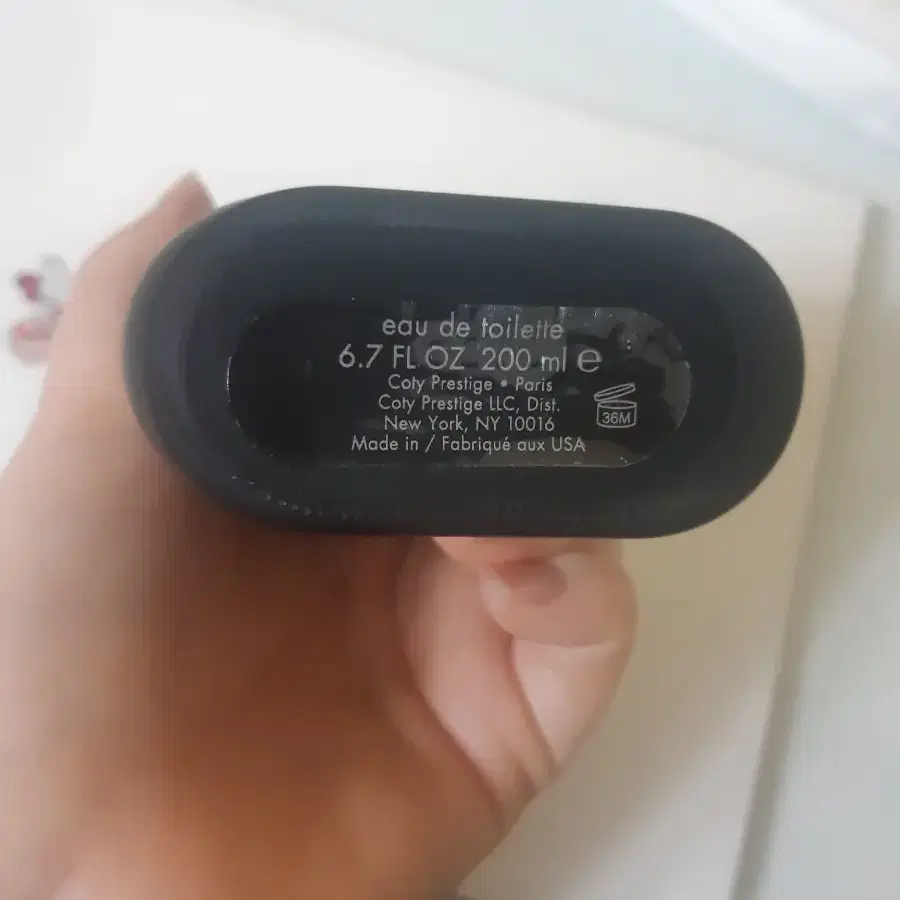 eau de toilette
6.7 FL OZ 200 ml e
Coty Prestige • Paris
Coty Prestige LLC, Dist.
New York, NY 10016
Made in / Fabriqué aux USA
36M